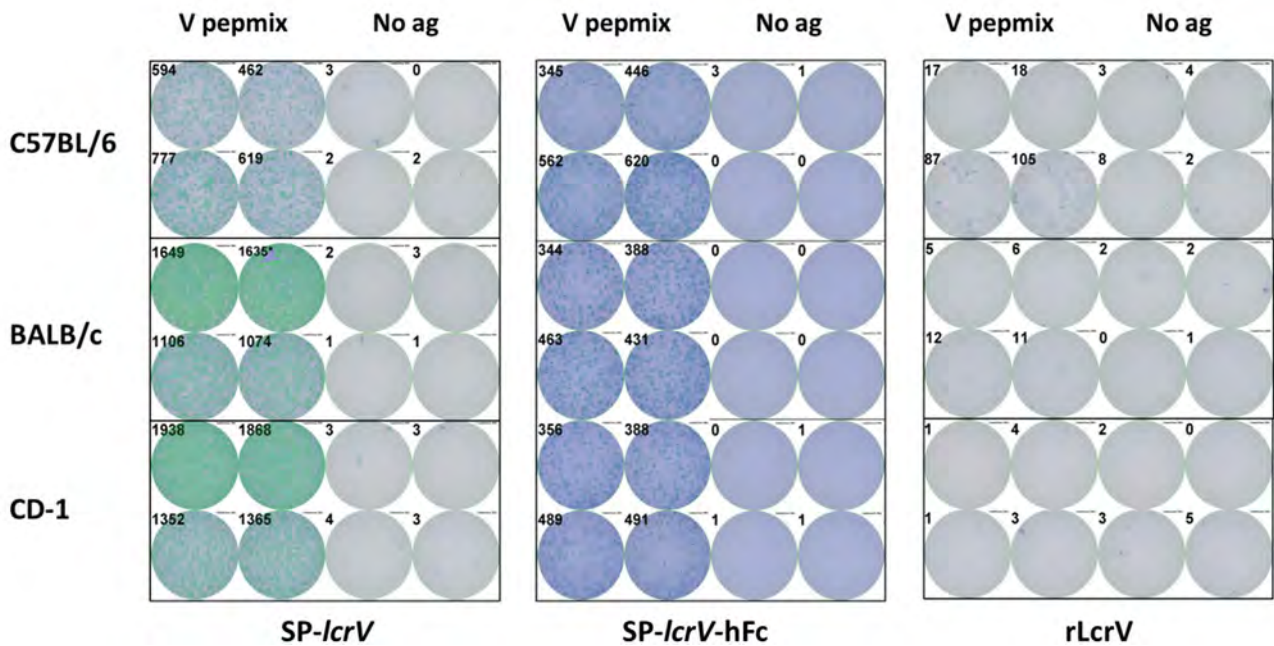 V pepmix No ag V pepmix No ag V pepmix No ag
594 462 3 0 345 446 3 1 17 18 3 4
C57BL/6
777 619 2 2 562 620 0 0 87 105 8 2
1649 1635* 2 3 344 388 0 0 5 6 2 2
BALB/c
1106 1074 1 1 463 431 0 0 12 11 0 1
1938 1868 3 3 356 388 0 1 1 4 2 0
CD-1
1352 1365 4 3 489 491 1 1 1 3 3 5
SP-lcrV SP-lcrV-hFc rLcrV